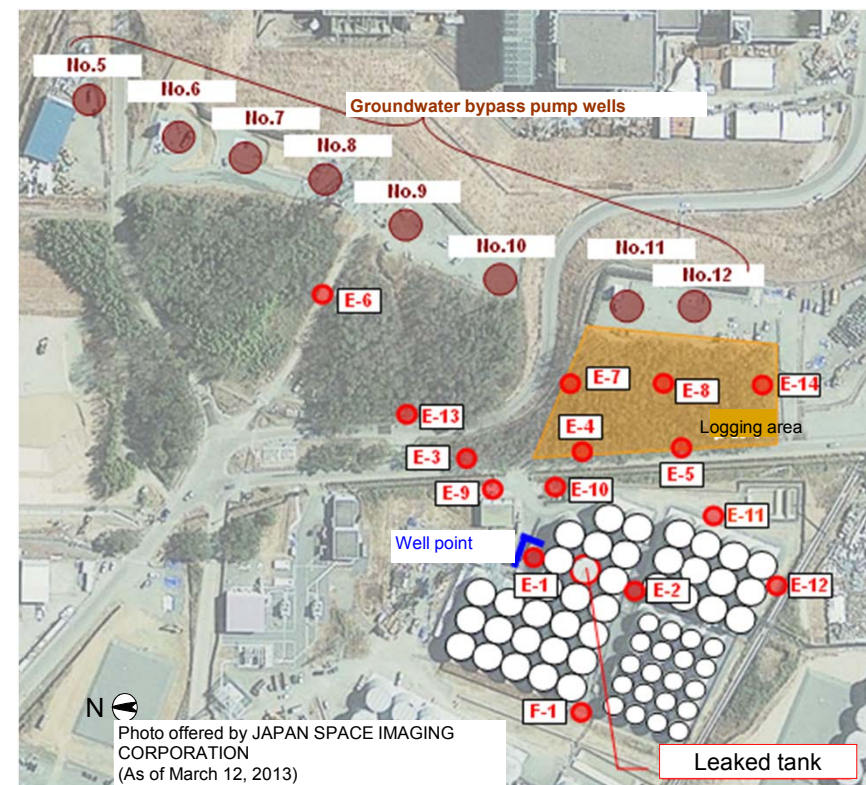 No.5
No.6
No.7
No.8
Groundwater bypass pump wells
No.9
No.10
No.11
No.12
E-6
E-7
E-8
E-14
E-13
Logging area
E-4
E-3
E-5
E-9
E-10
E-11
Well point
E-1
E-2
E-12
N
F-1
Photo offered by JAPAN SPACE IMAGING
CORPORATION
(As of March 12, 2013)
Leaked tank